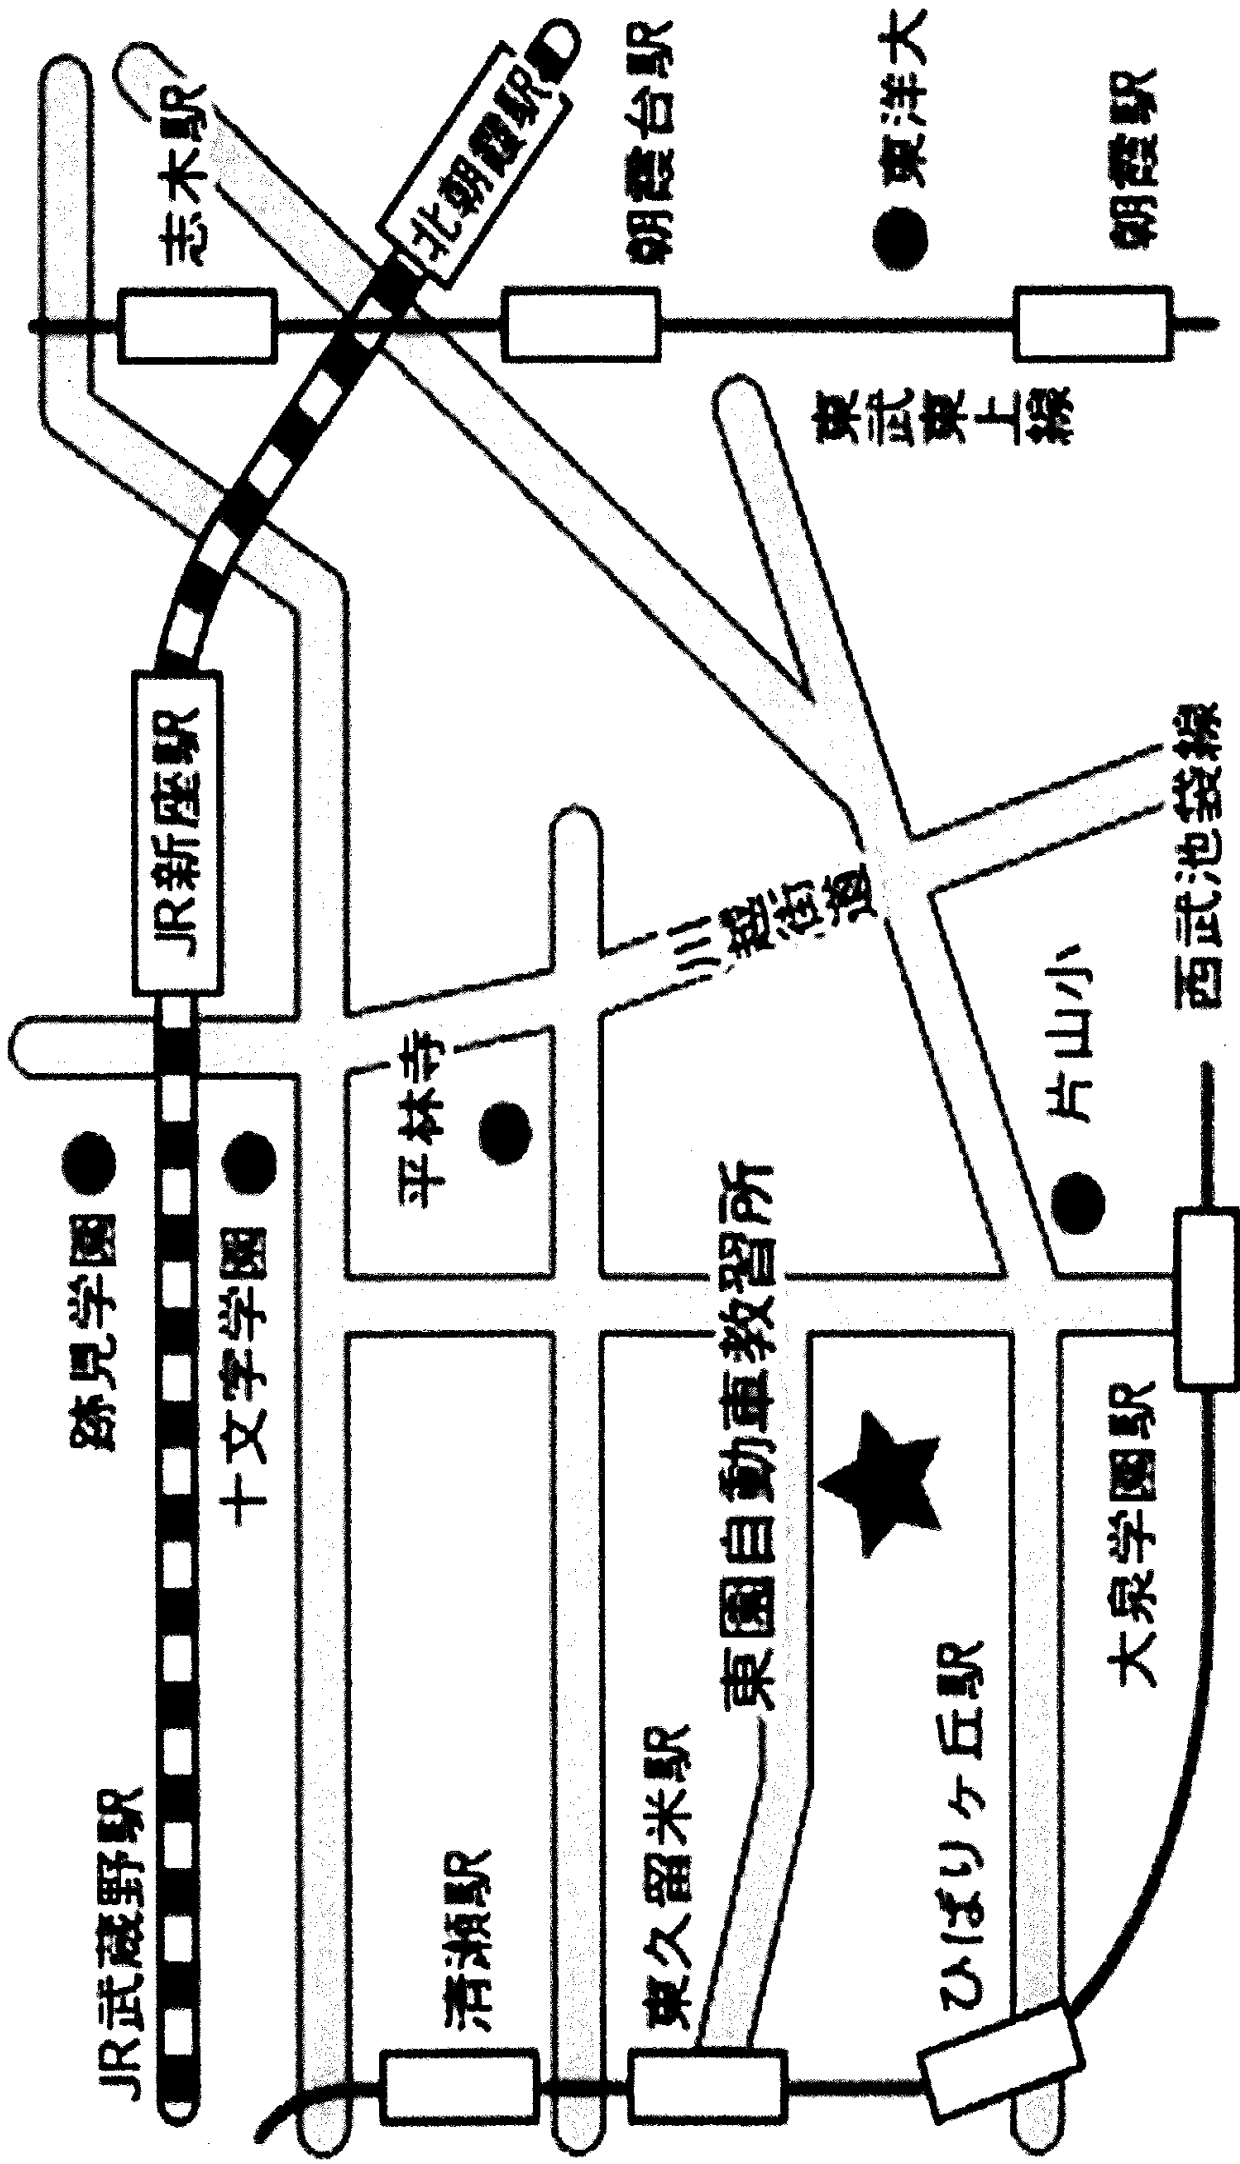 志木駅
北朝霞駅
朝霞台駅
東洋大
朝霞駅
東武東上線
JR新座駅
川越街道
西武池袋線
跡見学園
十文字学園
平林寺
片山小
東園自動車教習所
JR武蔵野駅
清瀬駅
東久留米駅
ひばりヶ丘駅
大泉学園駅